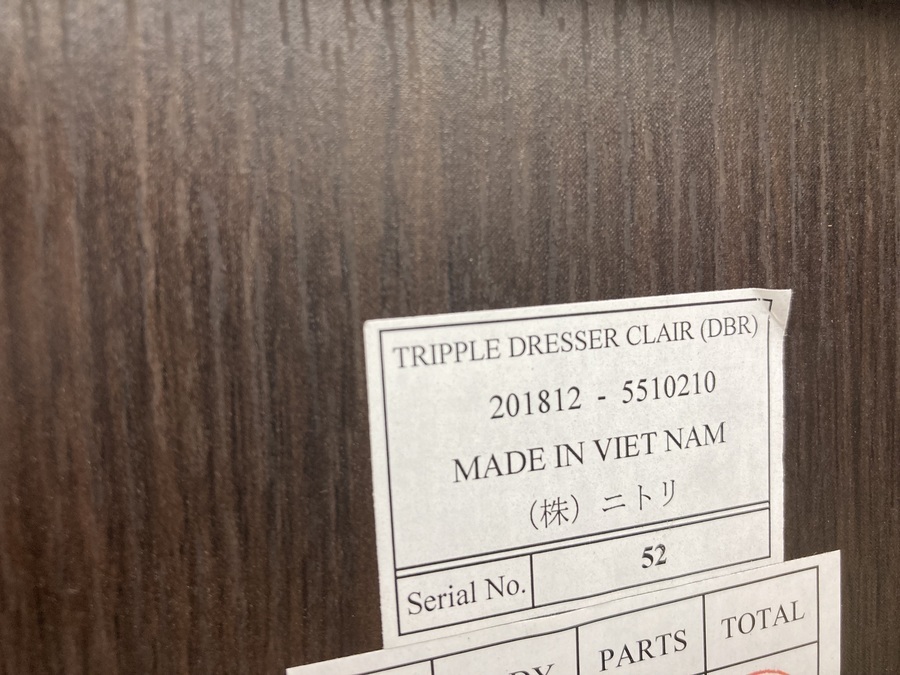 TRIPPLE DRESSER CLAIR (DBR)
201812 - 5510210
MADE IN VIET NAM
（株）ニトリ
Serial No. 52
PARTS TOTAL